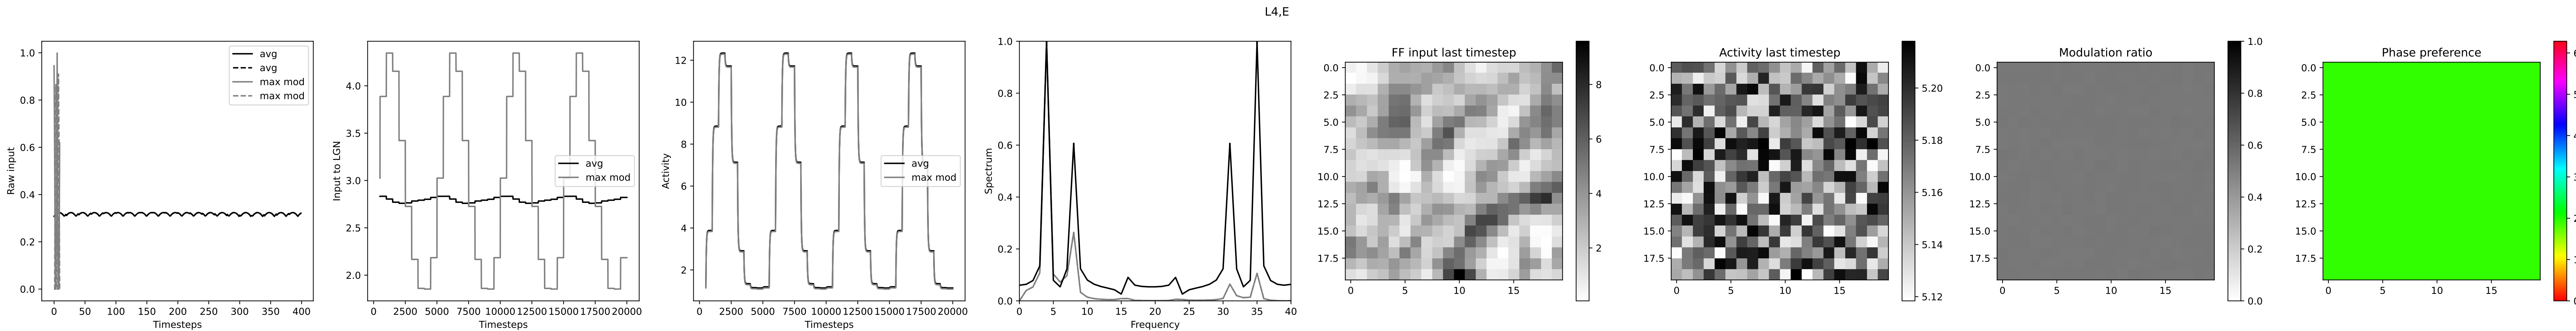 L4,E
1.0
0.8
0.6
0.4
0.2
0.0
Raw input
avg
avg
max mod
max mod
0 50 100 150 200 250 300 350 400
Timesteps
4.0
3.5
3.0
2.5
2.0
Input to LGN
avg
max mod
0 2500 5000 7500 10000 12500 15000 17500 20000
Timesteps
12
10
8
6
4
2
Activity
avg
max mod
0 2500 5000 7500 10000 12500 15000 17500 20000
Timesteps
1.0
0.8
0.6
0.4
0.2
0.0
Spectrum
0 5 10 15 20 25 30 35 40
Frequency
FF input last timestep
0.0
2.5
5.0
7.5
10.0
12.5
15.0
17.5
0 5 10 15
8
6
4
2
Activity last timestep
0.0
2.5
5.0
7.5
10.0
12.5
15.0
17.5
0 5 10 15
5.20
5.18
5.16
5.14
5.12
Modulation ratio
0.0
2.5
5.0
7.5
10.0
12.5
15.0
17.5
0 5 10 15
1.0
0.8
0.6
0.4
0.2
0.0
Phase preference
0.0
2.5
5.0
7.5
10.0
12.5
15.0
17.5
0 5 10 15